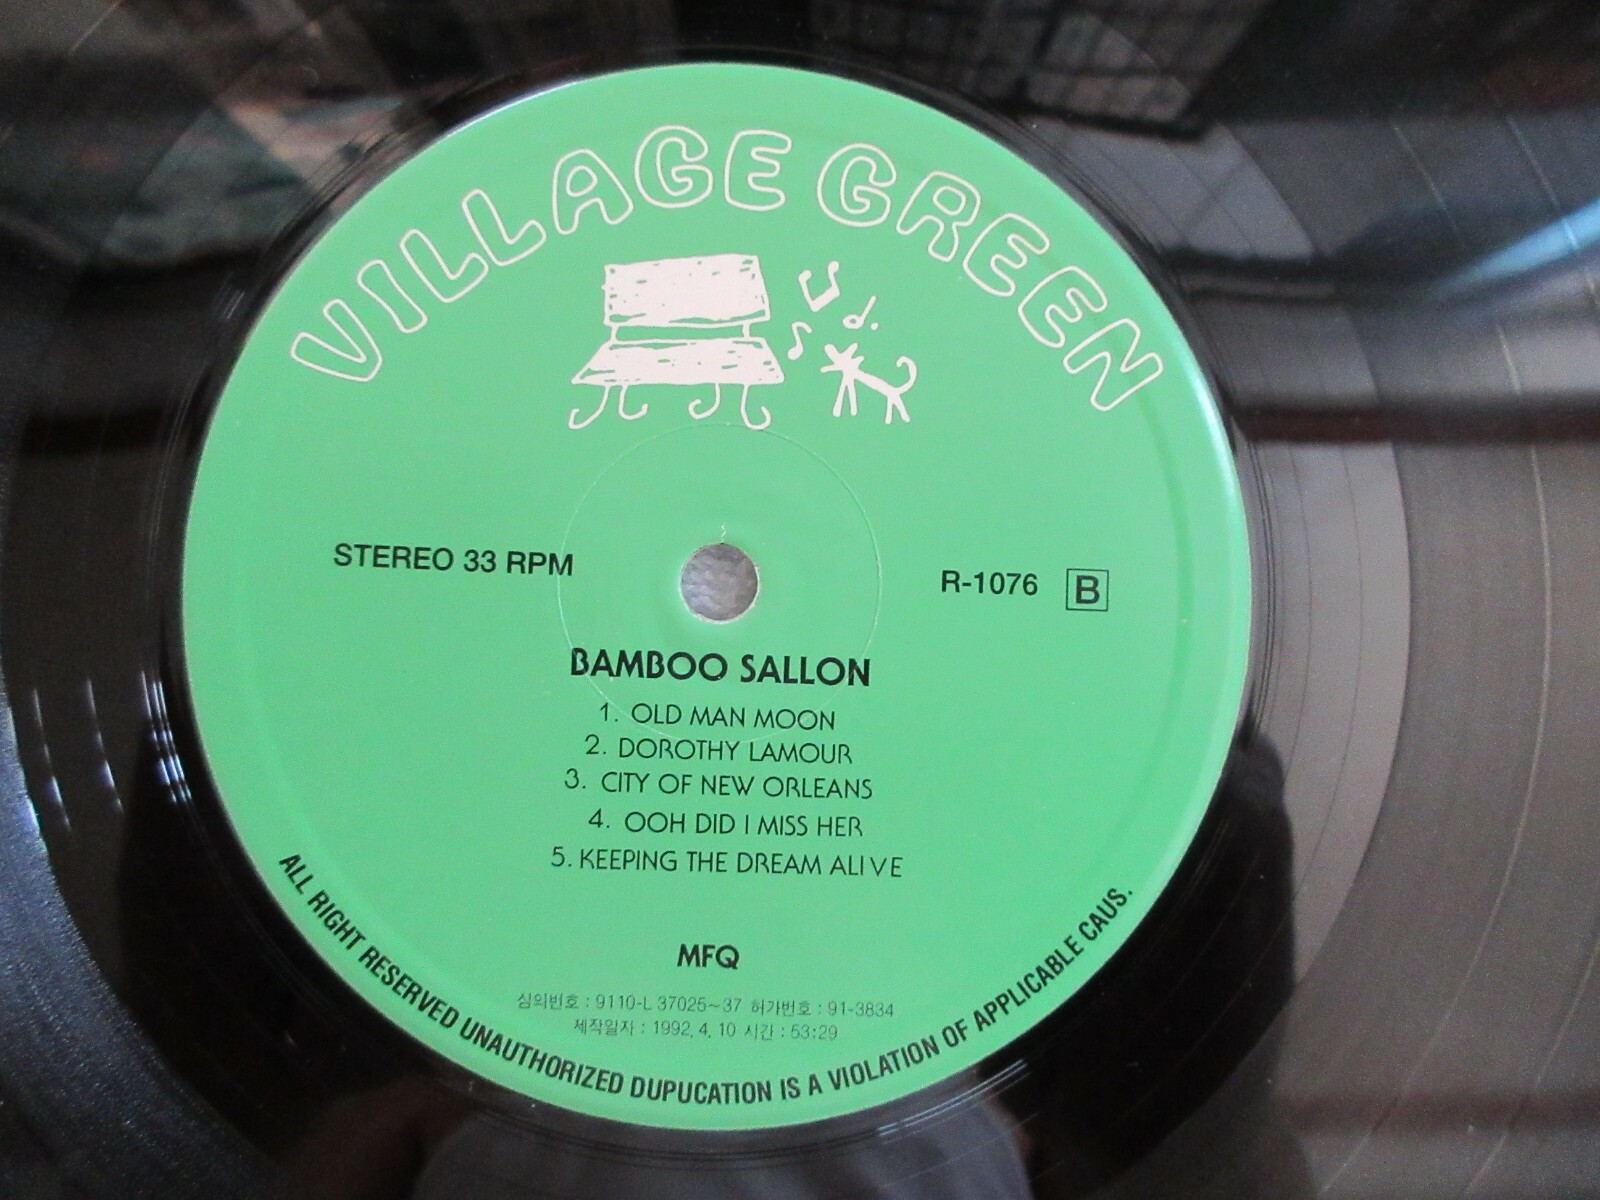 VILLAGE GREEN
STEREO 33 RPM
R-1076 B
BAMBOO SALLON
1. OLD MAN MOON
2. DOROTHY LAMOUR
3. CITY OF NEW ORLEANS
4. OOH DID I MISS HER
5. KEEPING THE DREAM ALIVE
MFQ
심의번호 : 9110-L 37025~37 허가번호 : 91-3834
제작일자 : 1992. 4. 10 시간 : 53:29
ALL RIGHT RESERVED UNAUTHORIZED DUPUCATION IS A VIOLATION OF APPLICABLE CAUS.